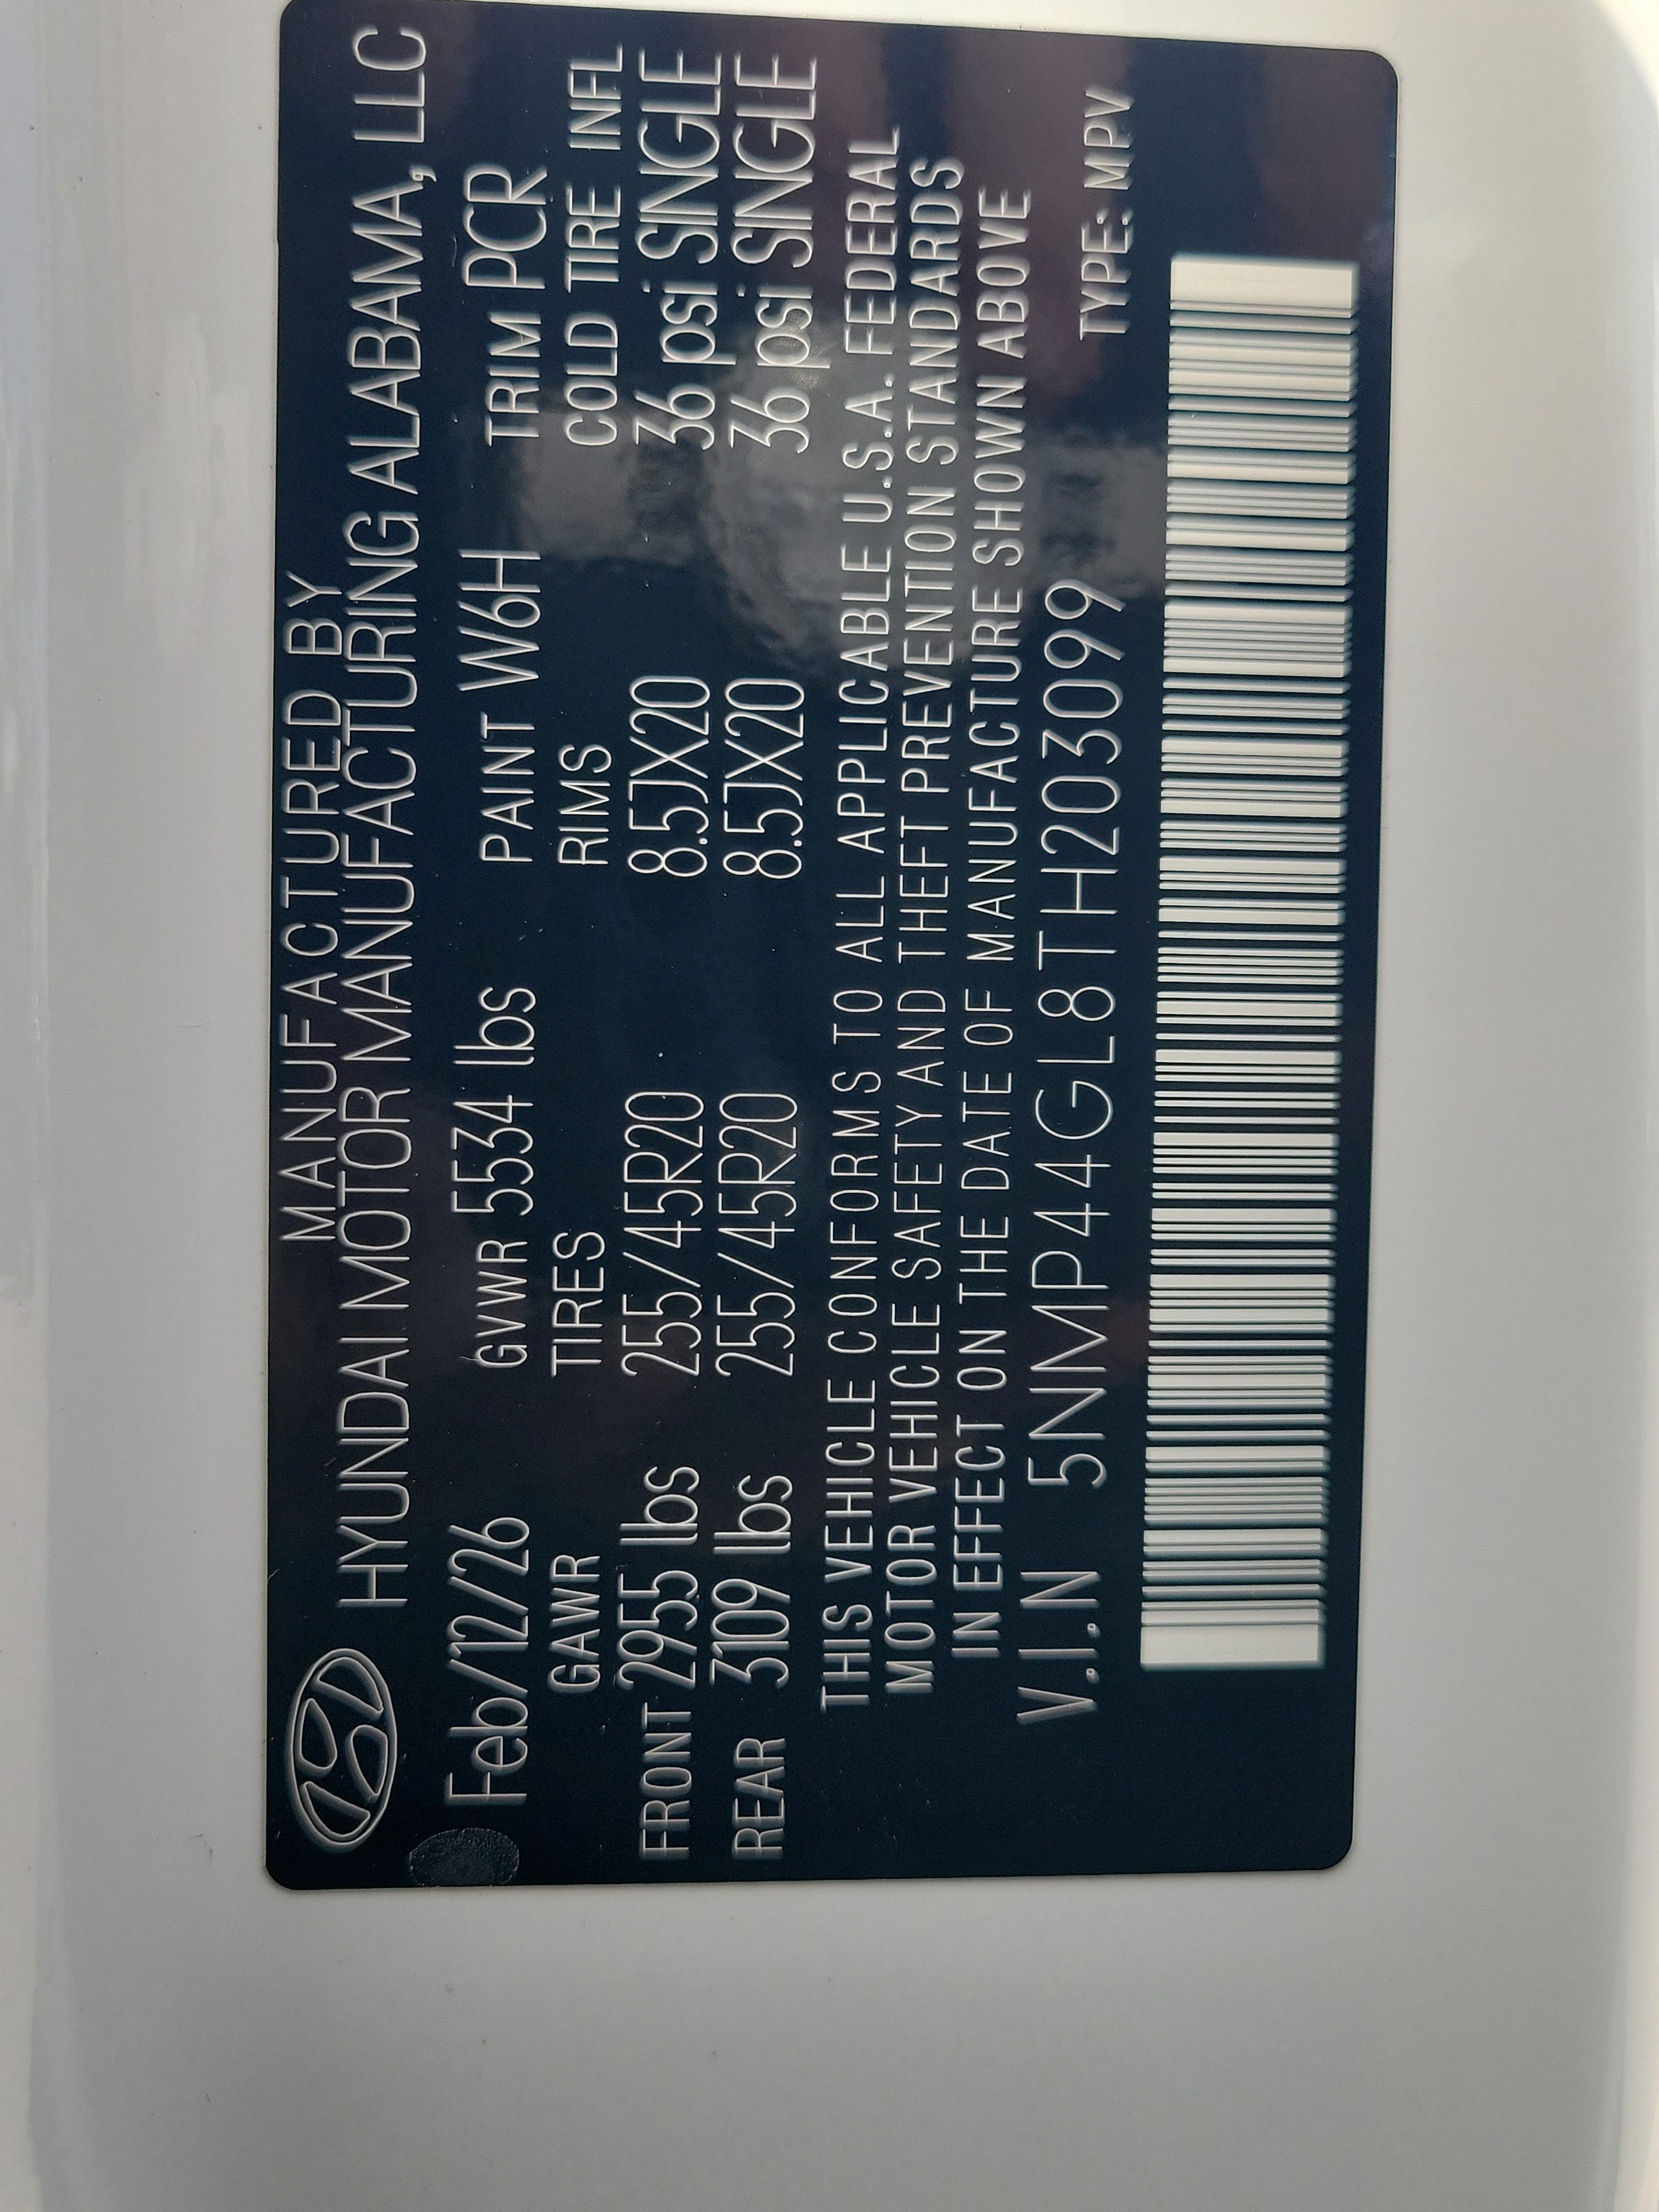 MANUFACTURED BY
HYUNDAI MOTOR MANUFACTURING ALABAMA, LLC
Feb/12/26 GVWR 5534 lbs PAINT W6H TRIM PCR
GAWR TIRES RIMS COLD TIRE INFL
FRONT 2955 lbs 255/45R20 8.5JX20 36 psi SINGLE
REAR 3109 lbs 255/45R20 8.5JX20 36 psi SINGLE
THIS VEHICLE CONFORMS TO ALL APPLICABLE U.S.A. FEDERAL
MOTOR VEHICLE SAFETY AND THEFT PREVENTION STANDARDS
IN EFFECT ON THE DATE OF MANUFACTURE SHOWN ABOVE
V.I.N 5NMP44GL8TH203099 TYPE: MPV